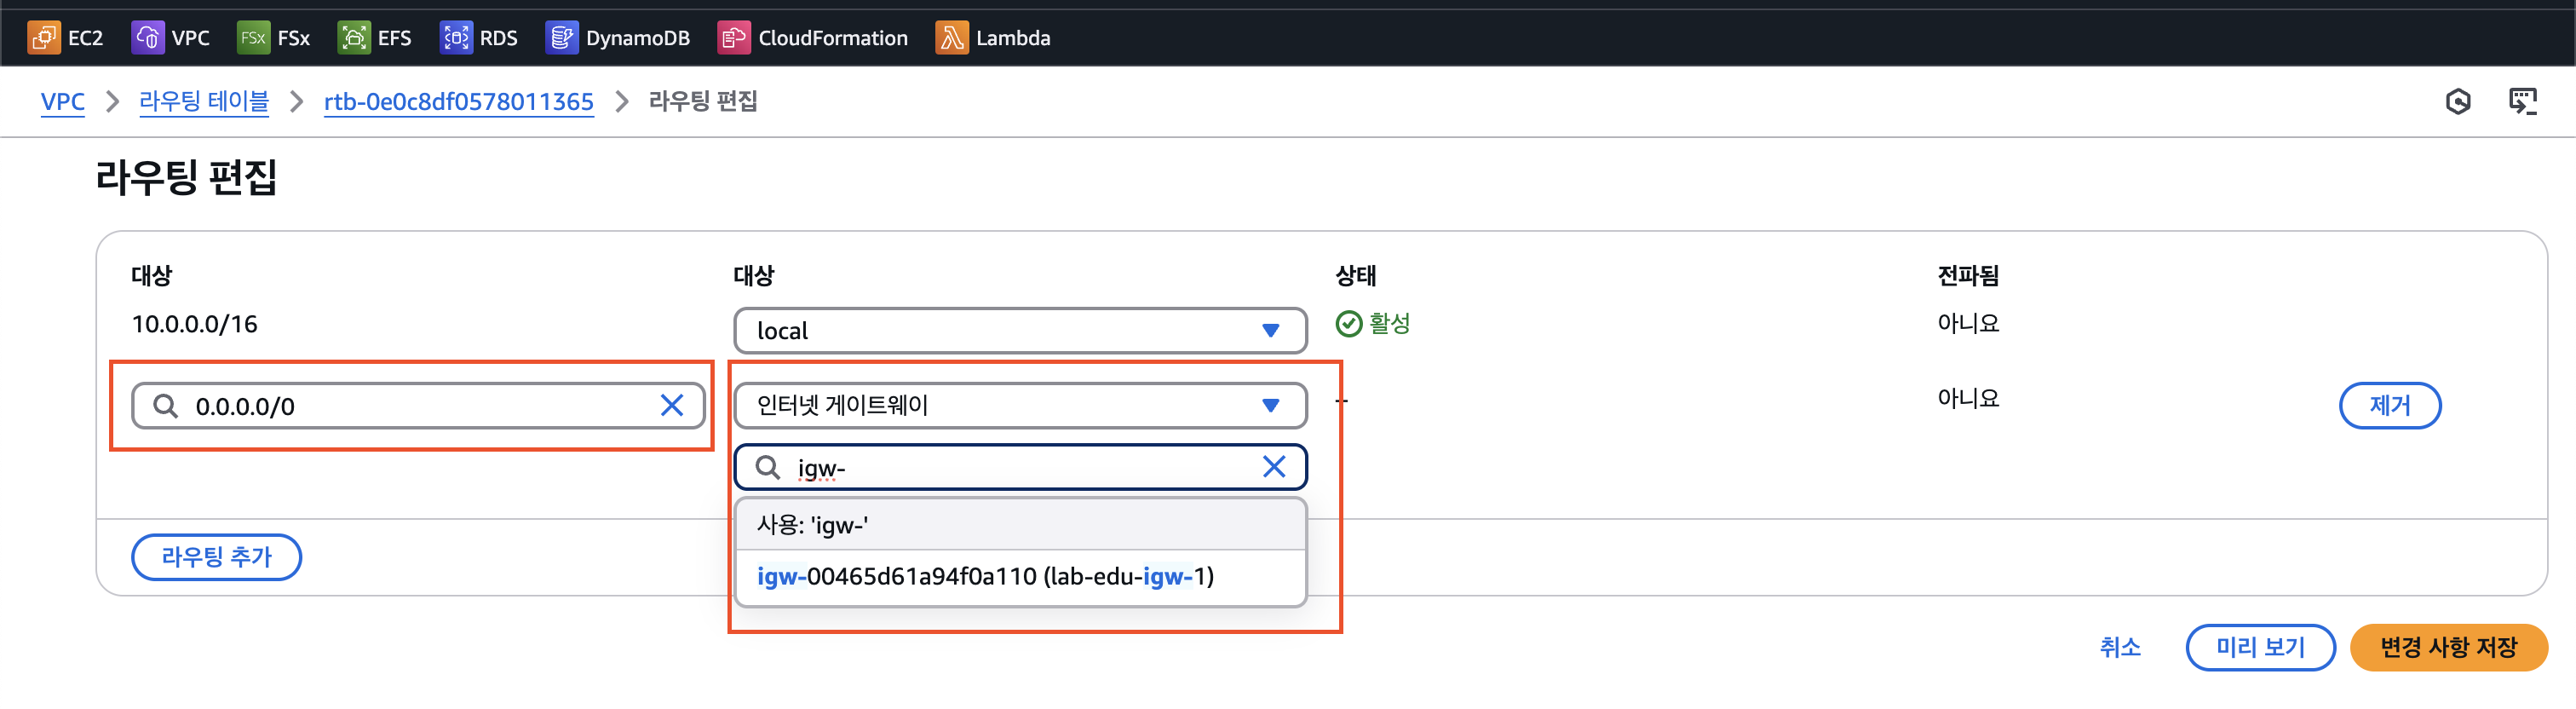 EC2 VPC FSx FSx EFS RDS DynamoDB CloudFormation Lambda
VPC 라우팅 테이블 rtb-0e0c8df0578011365 라우팅 편집
라우팅 편집
대상 대상 상태 전파됨
10.0.0.0/16 local 활성 아니요
0.0.0.0/0 인터넷 게이트웨이 - 아니요 제거
igw-
사용: 'igw-'
라우팅 추가
igw-00465d61a94f0a110 (lab-edu-igw-1)
취소 미리 보기 변경 사항 저장